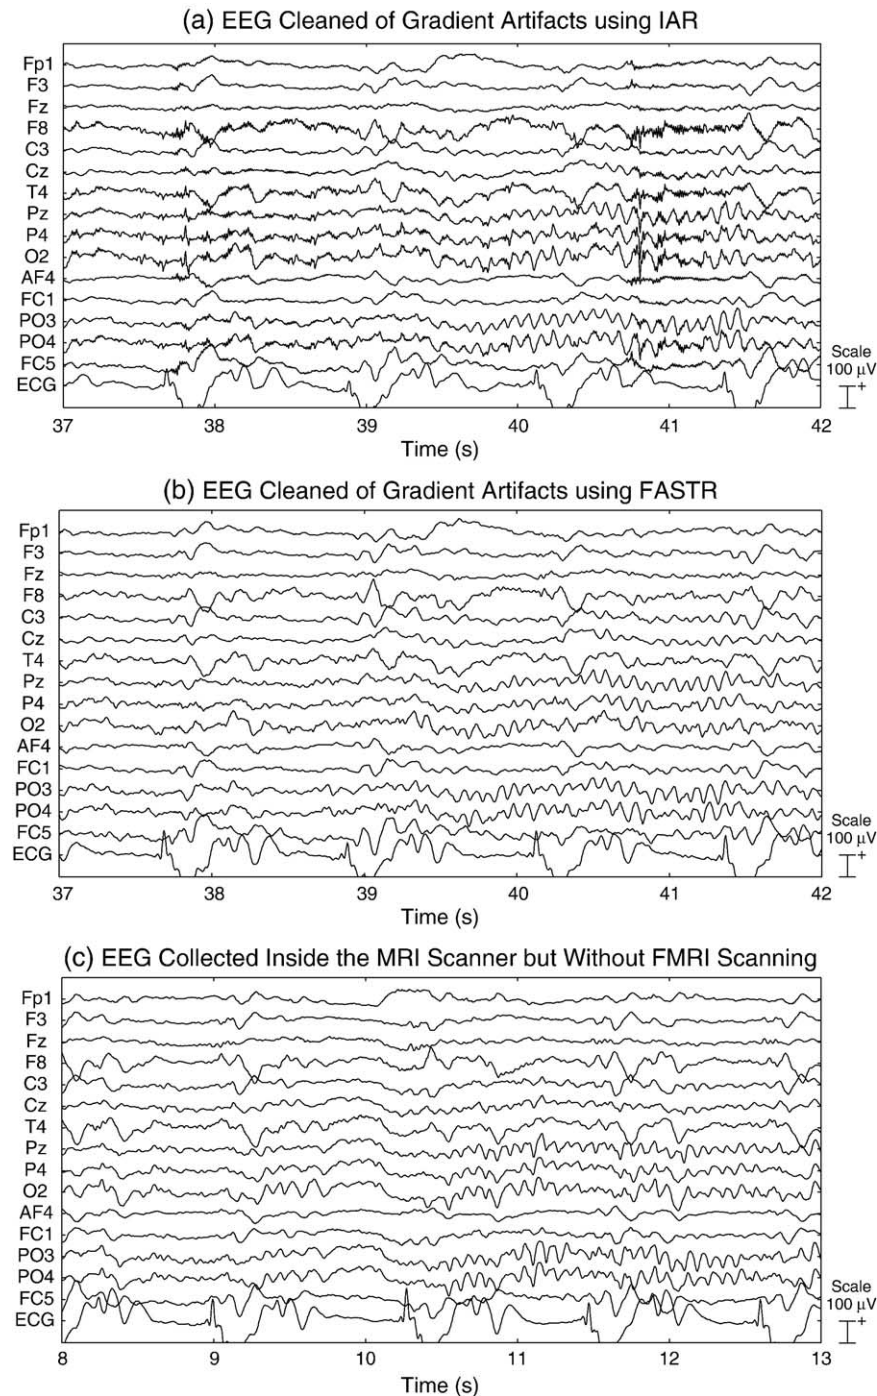 (a) EEG Cleaned of Gradient Artifacts using IAR
Fp1
F3
Fz
F8
C3
Cz
T4
Pz
P4
O2
AF4
FC1
PO3
PO4
FC5
ECG
Scale
100 μV
+
37 38 39 40 41 42
Time (s)
(b) EEG Cleaned of Gradient Artifacts using FASTR
Fp1
F3
Fz
F8
C3
Cz
T4
Pz
P4
O2
AF4
FC1
PO3
PO4
FC5
ECG
Scale
100 μV
+
37 38 39 40 41 42
Time (s)
(c) EEG Collected Inside the MRI Scanner but Without FMRI Scanning
Fp1
F3
Fz
F8
C3
Cz
T4
Pz
P4
O2
AF4
FC1
PO3
PO4
FC5
ECG
Scale
100 μV
+
8 9 10 11 12 13
Time (s)